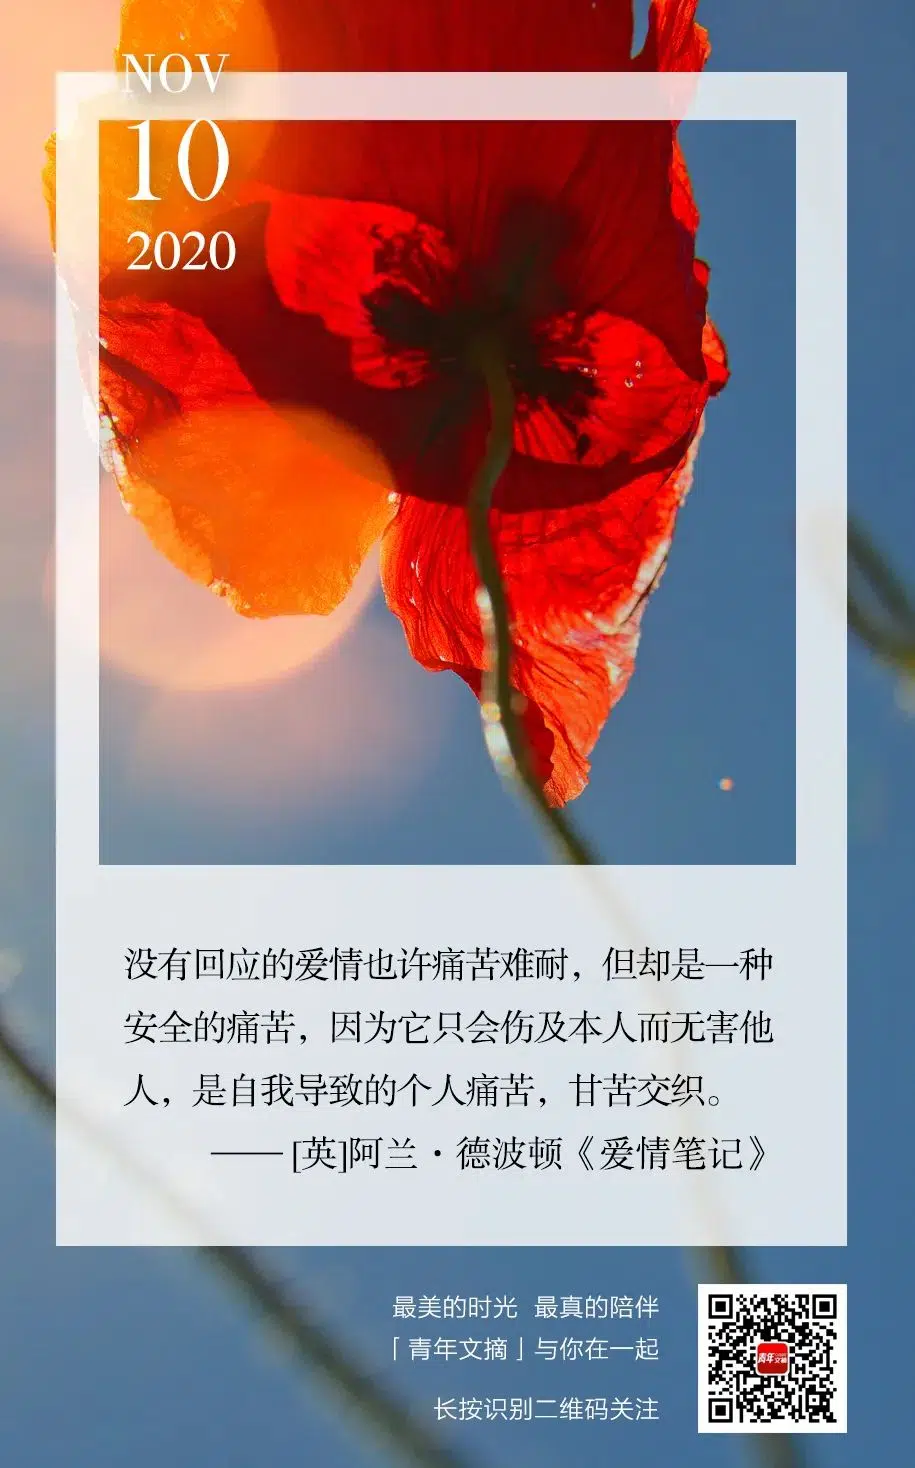 NOV
10
2020
没有回应的爱情也许痛苦难耐，但却是一种
安全的痛苦，因为它只会伤及本人而无害他
人，是自我导致的个人痛苦，甘苦交织。
—— [英]阿兰·德波顿《爱情笔记》
最美的时光 最真的陪伴
「青年文摘」与你在一起
长按识别二维码关注
青年文摘